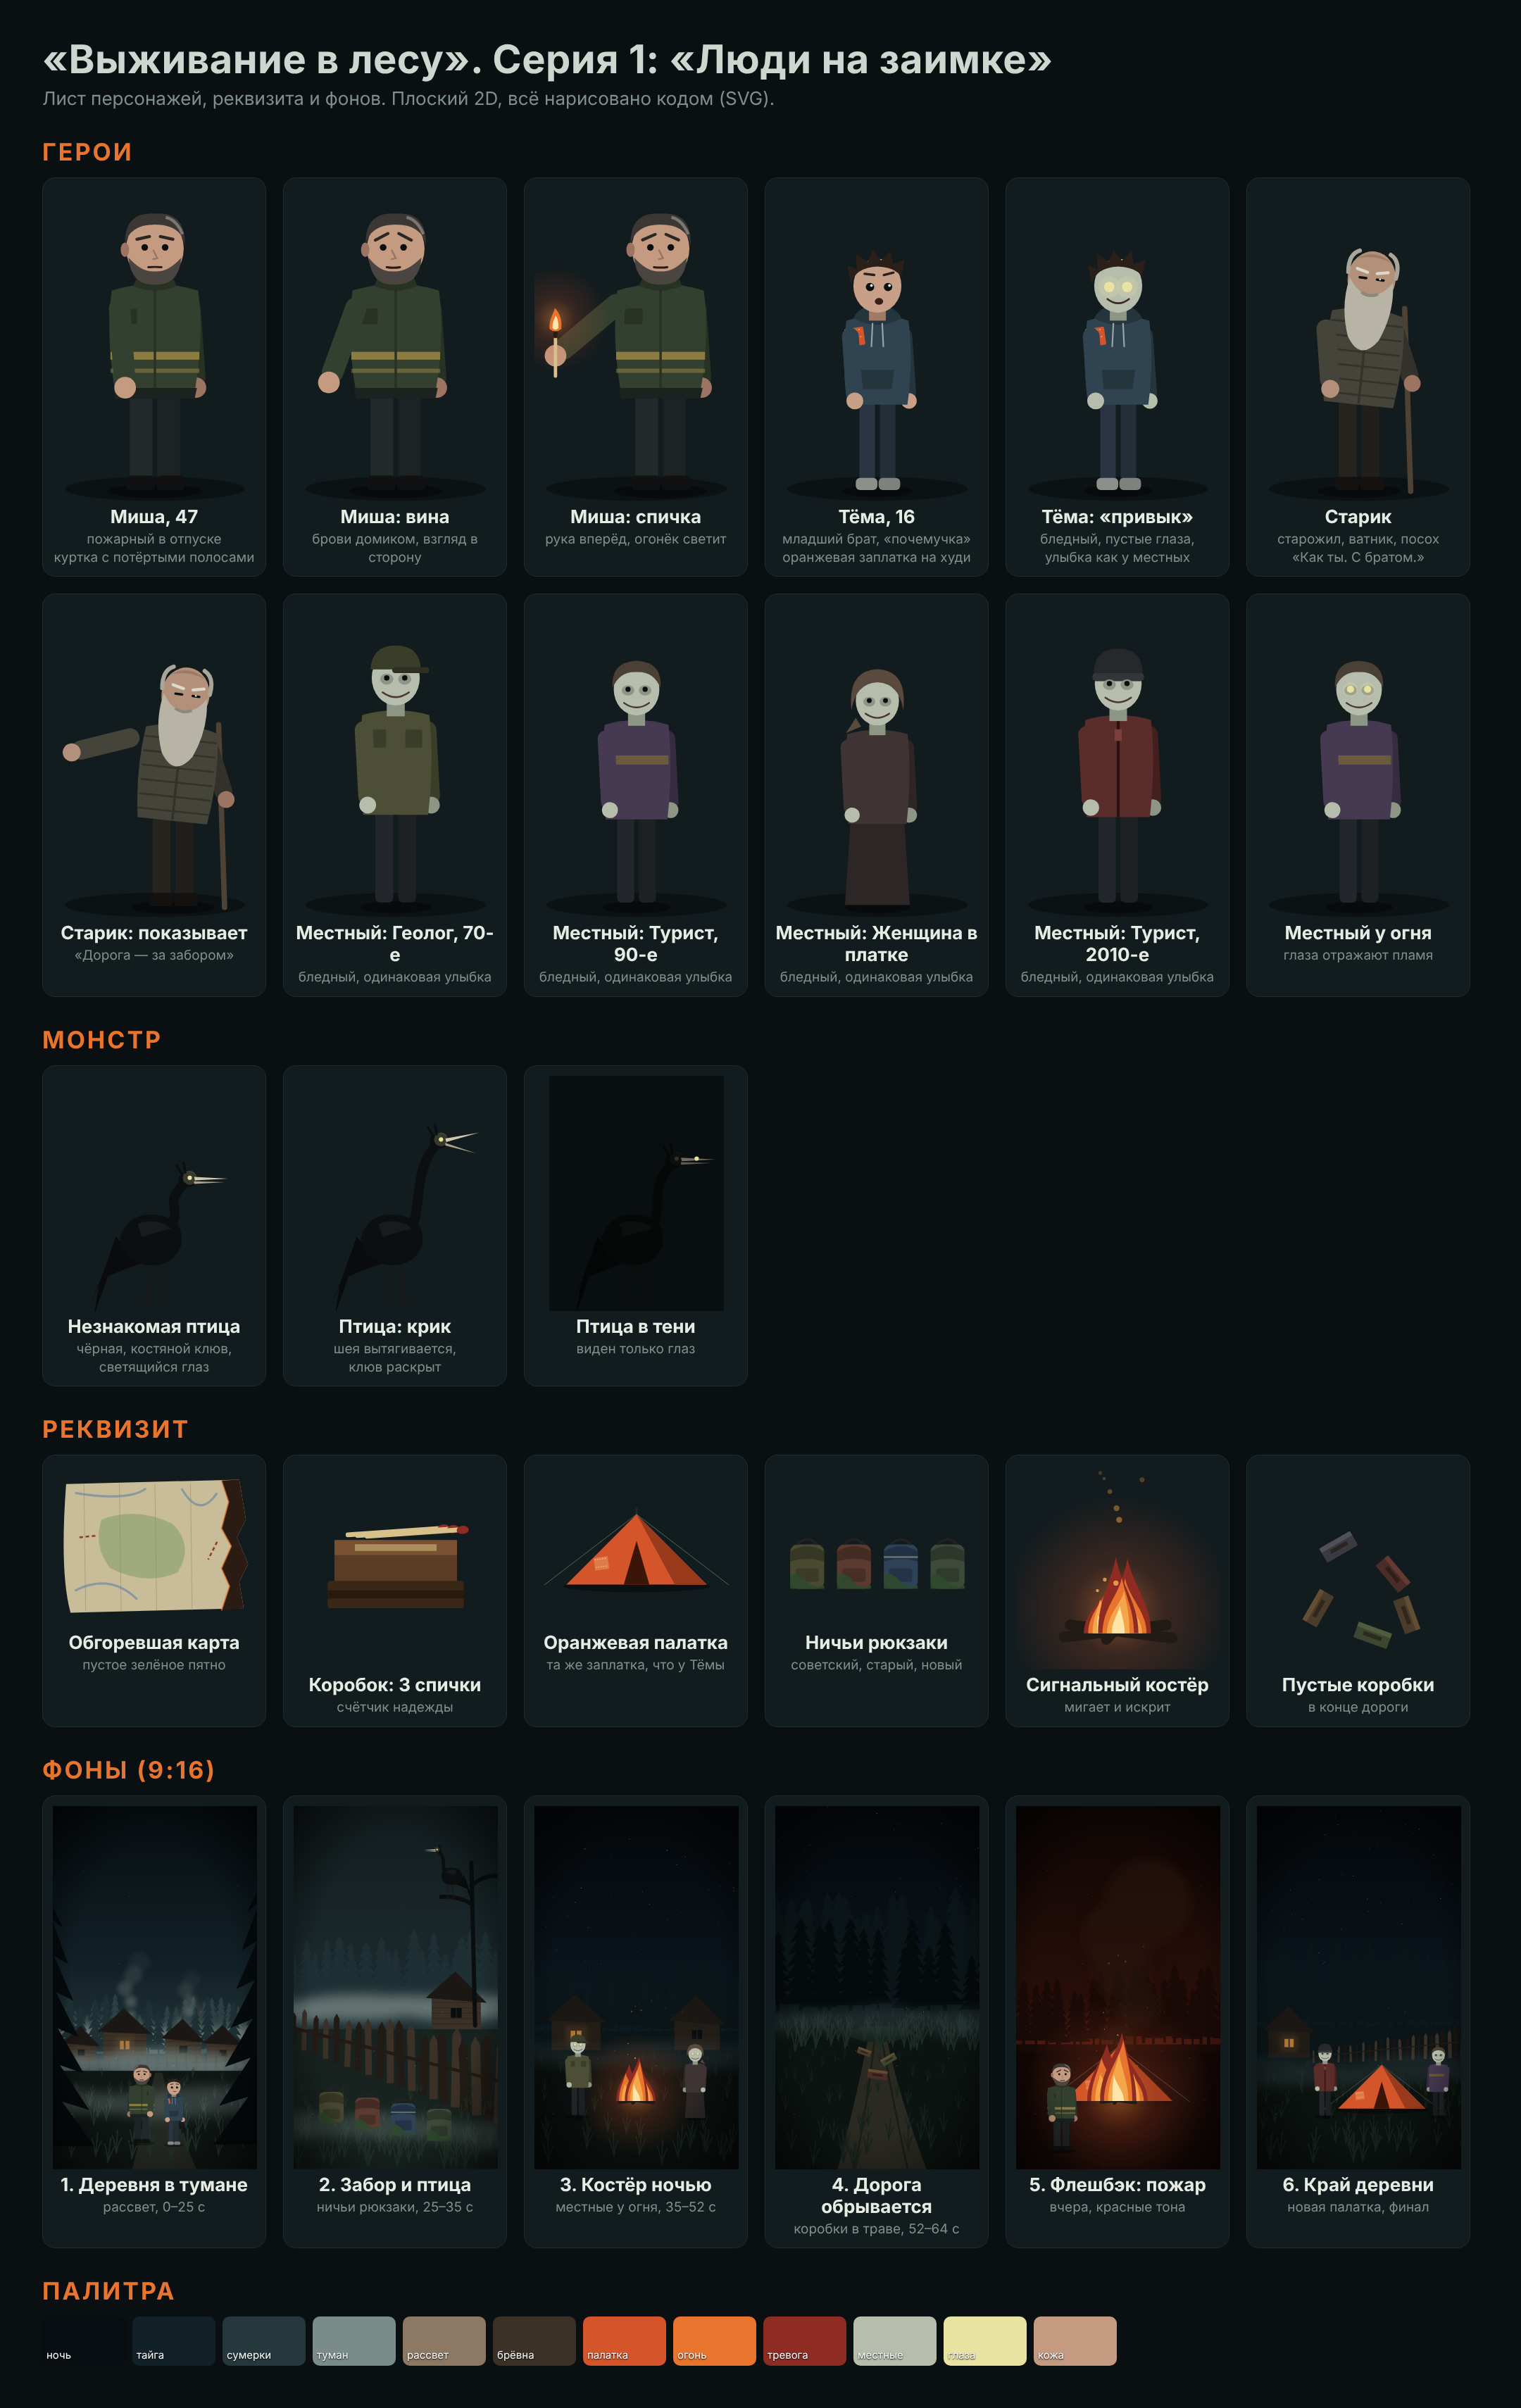 «Выживание в лесу». Серия 1: «Люди на заимке»
Лист персонажей, реквизита и фонов. Плоский 2D, всё нарисовано кодом (SVG).
ГЕРОИ
Миша, 47
пожарный в отпуске
куртка с потёртыми полосами
Миша: вина
брови домиком, взгляд в
сторону
Миша: спичка
рука вперёд, огонёк светит
Тёма, 16
младший брат, «почемучка»
оранжевая заплатка на худи
Тёма: «привык»
бледный, пустые глаза,
улыбка как у местных
Старик
старожил, ватник, посох
«Как ты. С братом.»
Старик: показывает
«Дорога — за забором»
Местный: Геолог, 70-
е
бледный, одинаковая улыбка
Местный: Турист,
90-е
бледный, одинаковая улыбка
Местный: Женщина в
платке
бледный, одинаковая улыбка
Местный: Турист,
2010-е
бледный, одинаковая улыбка
Местный у огня
глаза отражают пламя
МОНСТР
Незнакомая птица
чёрная, костяной клюв,
светящийся глаз
Птица: крик
шея вытягивается,
клюв раскрыт
Птица в тени
виден только глаз
РЕКВИЗИТ
Обгоревшая карта
пустое зелёное пятно
Коробок: 3 спички
счётчик надежды
Оранжевая палатка
та же заплатка, что у Тёмы
Ничьи рюкзаки
советский, старый, новый
Сигнальный костёр
мигает и искрит
Пустые коробки
в конце дороги
ФОНЫ (9:16)
1. Деревня в тумане
рассвет, 0–25 с
2. Забор и птица
ничьи рюкзаки, 25–35 с
3. Костёр ночью
местные у огня, 35–52 с
4. Дорога
обрывается
коробки в траве, 52–64 с
5. Флешбэк: пожар
вчера, красные тона
6. Край деревни
новая палатка, финал
ПАЛИТРА
ночь
тайга
сумерки
туман
рассвет
брёвна
палатка
огонь
тревога
местные
глаза
кожа